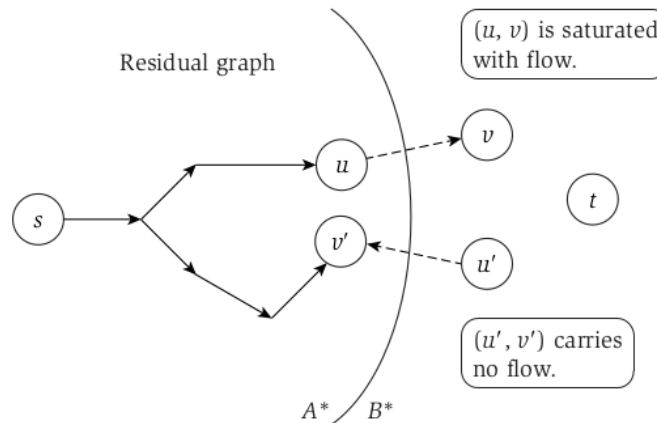 (u, v) is saturated
with flow.
Residual graph
v
u
t
s
v′
u′
(u′, v′) carries
no flow.
A* B*